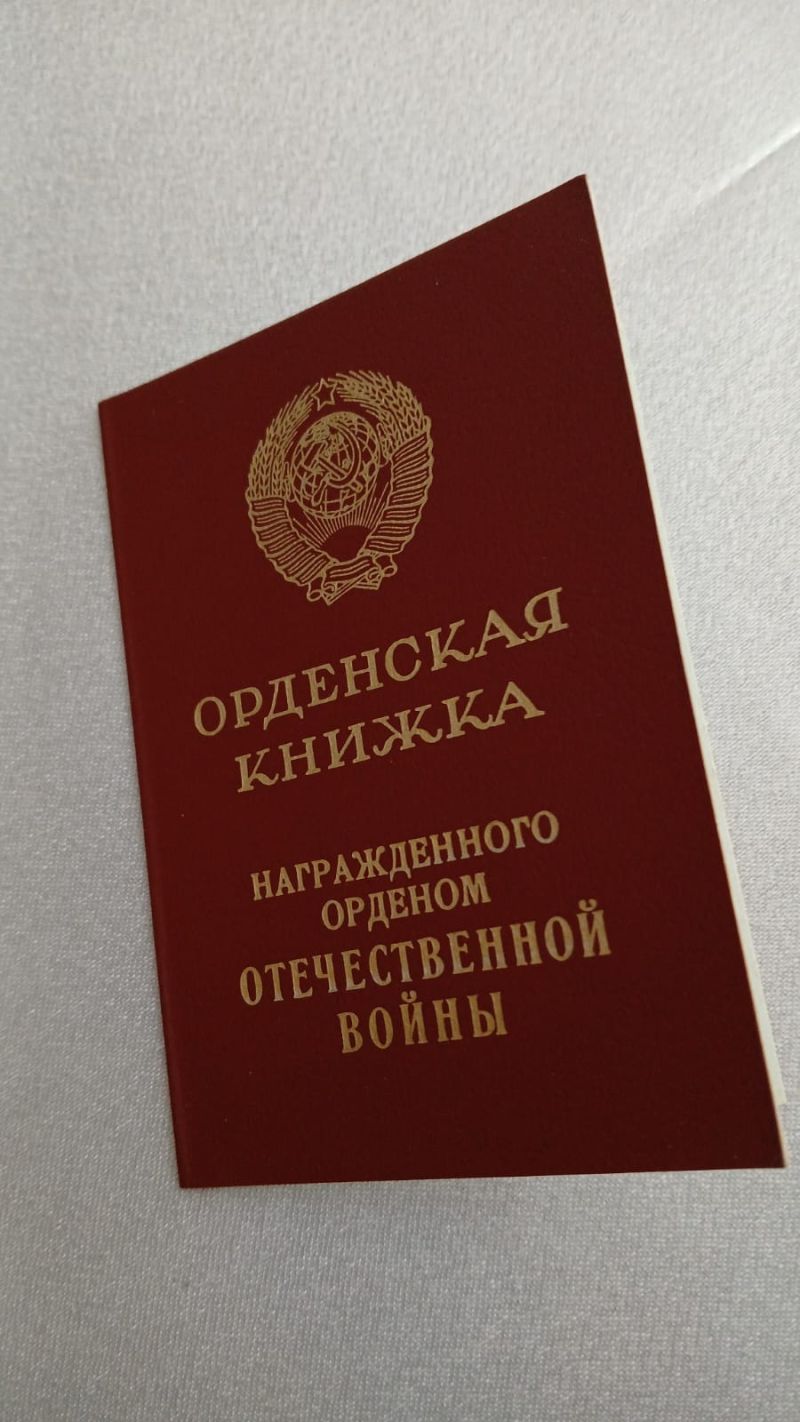 ОРДЕНСКАЯ
КНИЖКА
НАГРАЖДЕННОГО
ОРДЕНОМ
ОТЕЧЕСТВЕННОЙ
ВОЙНЫ